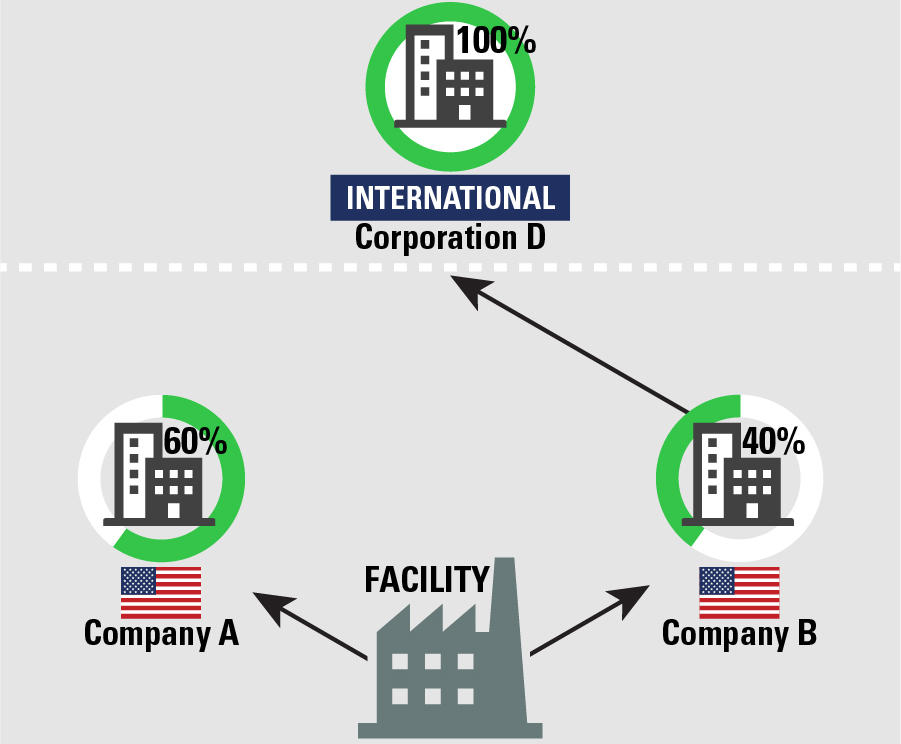 100%
INTERNATIONAL
Corporation D
60%
40%
FACILITY
Company A
Company B